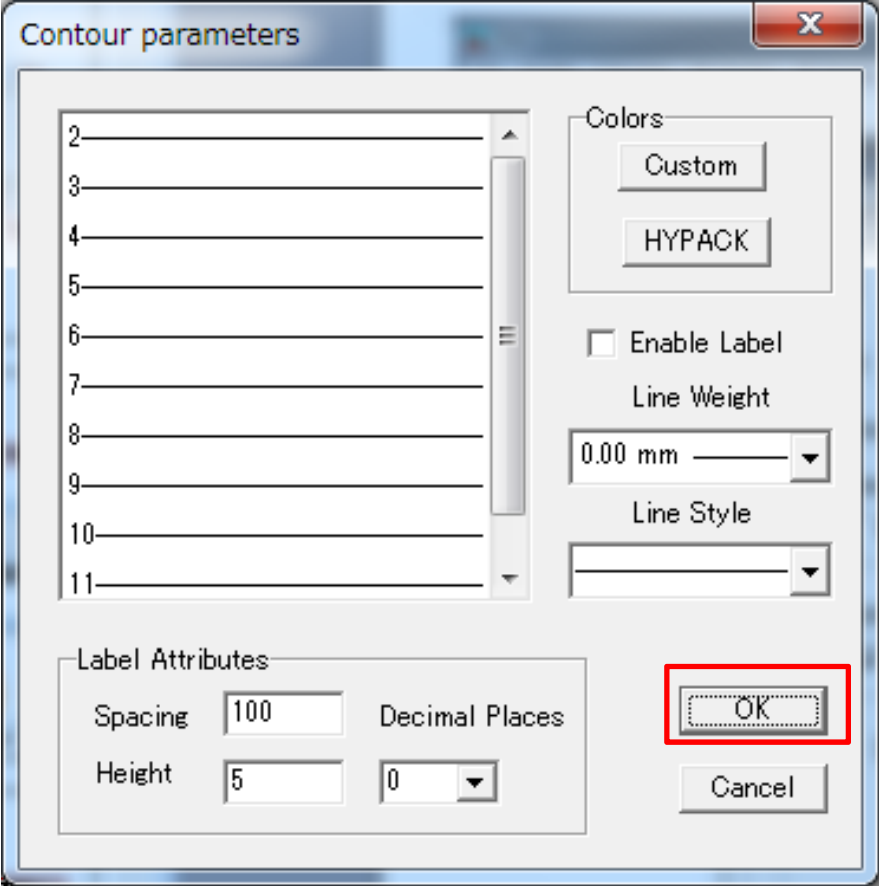 Contour parameters
2
3
4
5
6
7
8
9
10
11
Colors
Custom
HYPACK
Enable Label
Line Weight
0.00 mm
Line Style
Label Attributes
Spacing 100 Decimal Places
Height 5 0
OK
Cancel